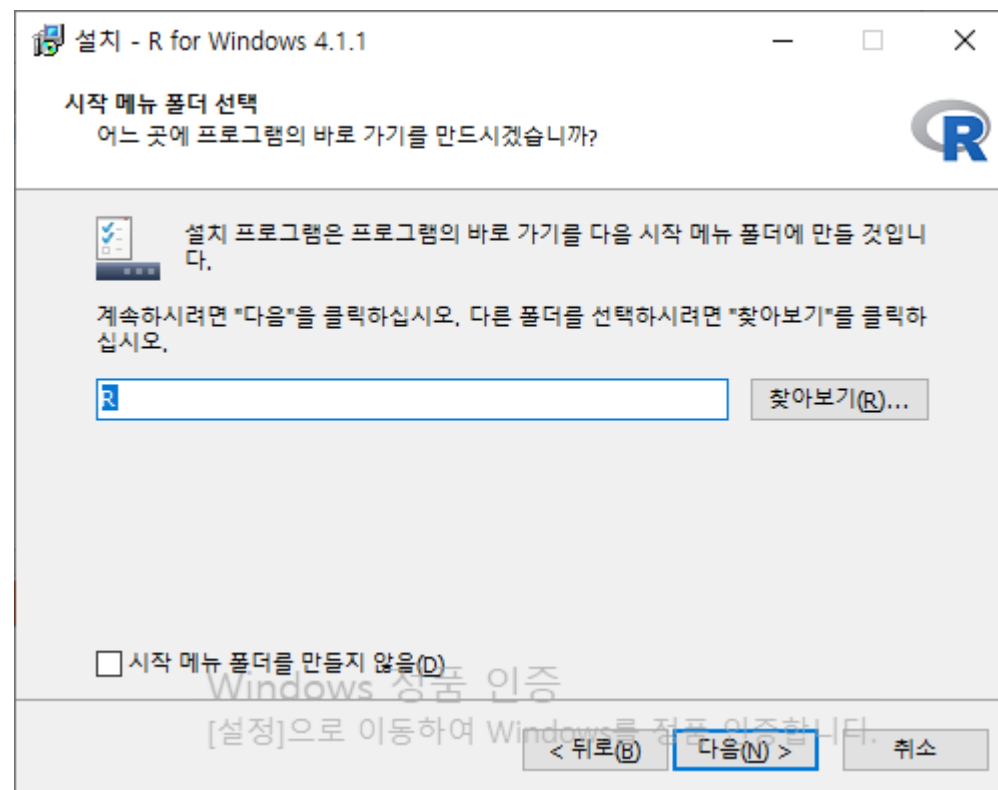 설치 - R for Windows 4.1.1
시작 메뉴 폴더 선택
어느 곳에 프로그램의 바로 가기를 만드시겠습니까?
R
설치 프로그램은 프로그램의 바로 가기를 다음 시작 메뉴 폴더에 만들 것입니
다.
계속하시려면 "다음"을 클릭하십시오. 다른 폴더를 선택하시려면 "찾아보기"를 클릭하
십시오.
R
찾아보기(R)...
시작 메뉴 폴더를 만들지 않음(D)
Windows 정품 인증
[설정]으로 이동하여 Windows를 정품 인증합니다.
< 뒤로(B)
다음(N) >
취소